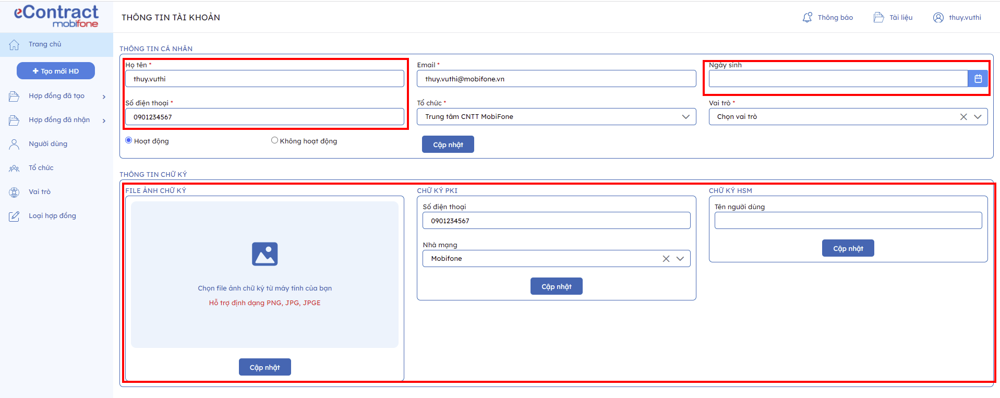 eContract
mobifone
THÔNG TIN TÀI KHOẢN
Thông báo
Tài liệu
thuy.vuthi
Trang chủ
Tạo mới HĐ
Hợp đồng đã tạo
Hợp đồng đã nhận
Người dùng
Tổ chức
Vai trò
Loại hợp đồng
THÔNG TIN CÁ NHÂN
Họ tên *
thuy.vuthi
Email *
thuy.vuthi@mobifone.vn
Ngày sinh
Số điện thoại *
0901234567
Tổ chức *
Trung tâm CNTT MobiFone
Vai trò *
Chọn vai trò
Hoạt động
Không hoạt động
Cập nhật
THÔNG TIN CHỮ KÝ
FILE ẢNH CHỮ KÝ
Chọn file ảnh chữ ký từ máy tính của bạn
Hỗ trợ định dạng PNG, JPG, JPGE
Cập nhật
CHỮ KÝ PKI
Số điện thoại
0901234567
Nhà mạng
Mobifone
Cập nhật
CHỮ KÝ HSM
Tên người dùng
Cập nhật